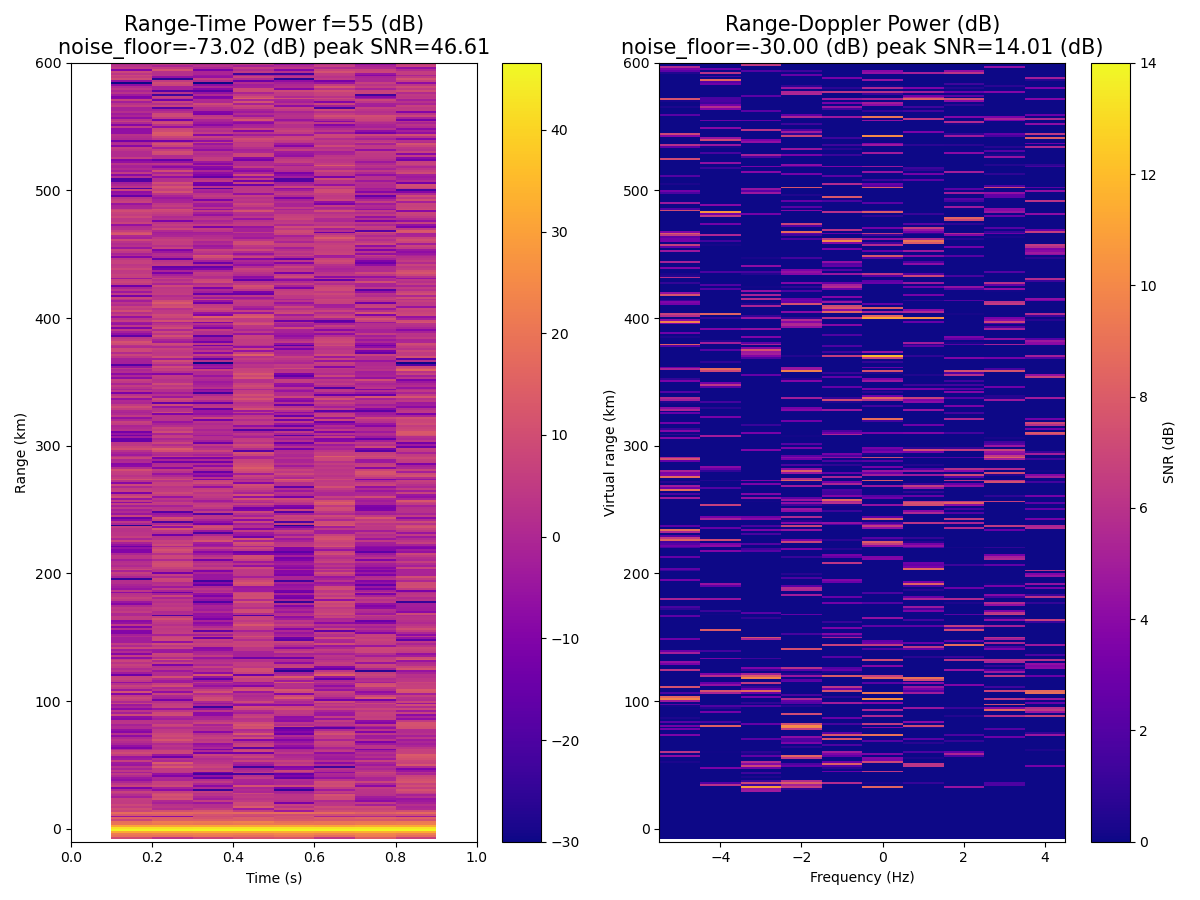 Range-Time Power f=55 (dB)
noise_floor=-73.02 (dB) peak SNR=46.61
600
500
400
300
200
100
0
Range (km)
0.0 0.2 0.4 0.6 0.8 1.0
Time (s)
40
30
20
10
0
−10
−20
−30
Range-Doppler Power (dB)
noise_floor=-30.00 (dB) peak SNR=14.01 (dB)
600
500
400
300
200
100
0
Virtual range (km)
−4 −2 0 2 4
Frequency (Hz)
14
12
10
8
6
4
2
0
SNR (dB)